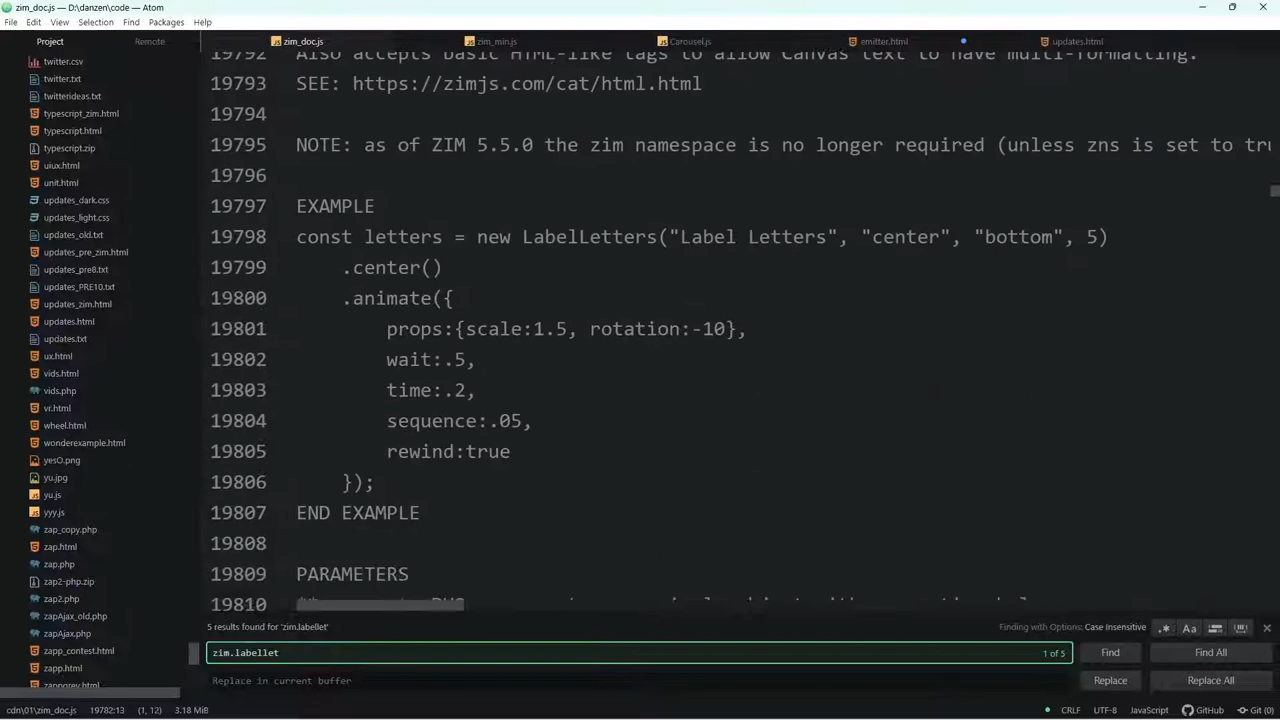 zim_doc.js — D:\danzen\code — Atom
File Edit View Selection Find Packages Help
Project Remote
zim_doc.js zim_min.js Carousel.js emitter.html updates.html
twitter.csv
twitter.txt
twitterideas.txt
typescript_zim.html
typescript.html
typescript.zip
uiux.html
unit.html
updates_dark.css
updates_light.css
updates_old.txt
updates_pre_zim.html
updates_pre8.txt
updates_PRE10.txt
updates_zim.html
updates.html
updates.txt
ux.html
vids.html
vids.php
vr.html
wheel.html
wonderexample.html
yesO.png
yu.jpg
yu.js
yyy.js
zap_copy.php
zap.html
zap.php
zap2-php.zip
zap2.php
zapAjax_old.php
zapAjax.php
zapp_contest.html
zapp.html
zappgrey.html
19792 Also accepts basic HTML-like tags to allow Canvas text to have multi-formatting.
19793 SEE: https://zimjs.com/cat/html.html
19794
19795 NOTE: as of ZIM 5.5.0 the zim namespace is no longer required (unless zns is set to tru
19796
19797 EXAMPLE
19798 const letters = new LabelLetters("Label Letters", "center", "bottom", 5)
19799 .center()
19800 .animate({
19801 props:{scale:1.5, rotation:-10},
19802 wait:.5,
19803 time:.2,
19804 sequence:.05,
19805 rewind:true
19806 });
19807 END EXAMPLE
19808
19809 PARAMETERS
19810
5 results found for 'zim.labellet' Finding with Options: Case Insensitive .* Aa
zim.labellet 1 of 5 Find Find All
Replace in current buffer Replace Replace All
cdn\01\zim_doc.js 19782:13 (1, 12) 3.18 MiB CRLF UTF-8 JavaScript GitHub Git (0)